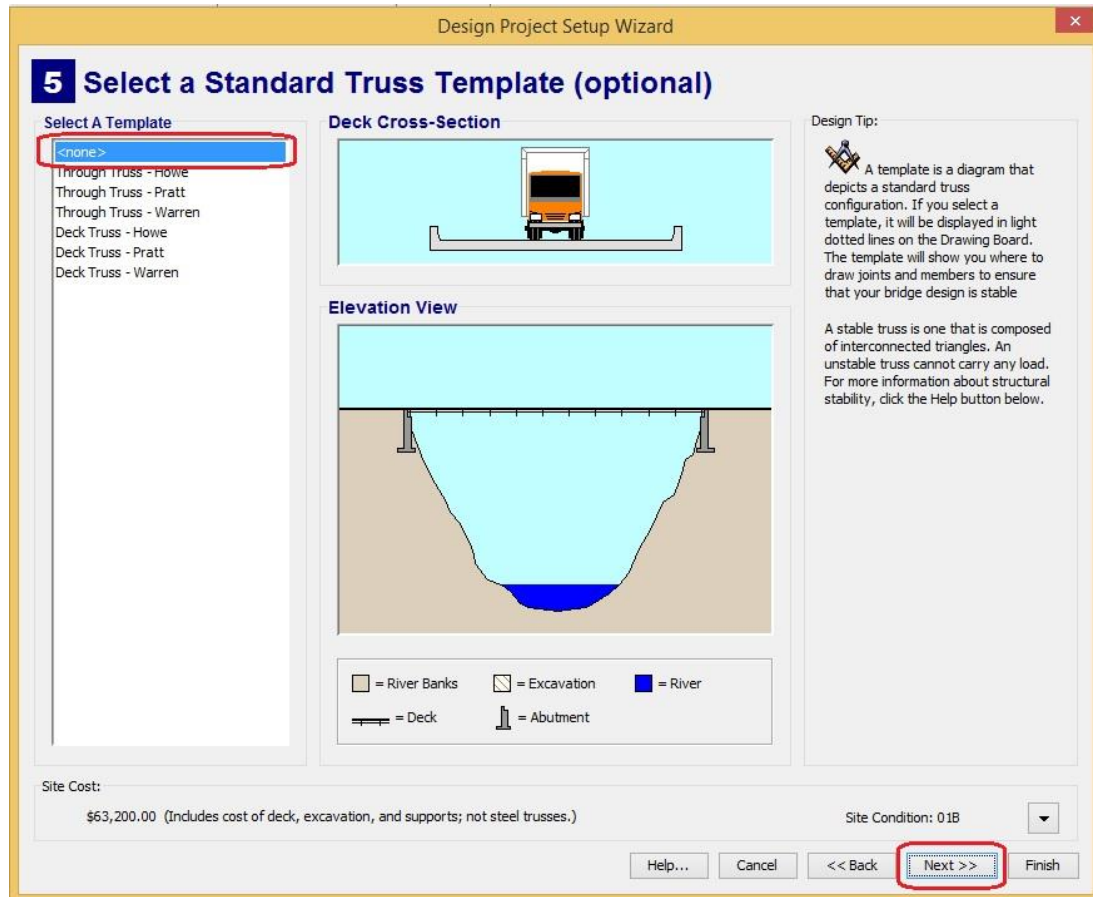 Design Project Setup Wizard
5 Select a Standard Truss Template (optional)
Select A Template
<none>
Through Truss - Howe
Through Truss - Pratt
Through Truss - Warren
Deck Truss - Howe
Deck Truss - Pratt
Deck Truss - Warren
Deck Cross-Section
Elevation View
= River Banks = Excavation = River
= Deck = Abutment
Design Tip:
A template is a diagram that
depicts a standard truss
configuration. If you select a
template, it will be displayed in light
dotted lines on the Drawing Board.
The template will show you where to
draw joints and members to ensure
that your bridge design is stable
A stable truss is one that is composed
of interconnected triangles. An
unstable truss cannot carry any load.
For more information about structural
stability, click the Help button below.
Site Cost:
$63,200.00 (Includes cost of deck, excavation, and supports; not steel trusses.) Site Condition: 01B
Help... Cancel << Back Next >> Finish